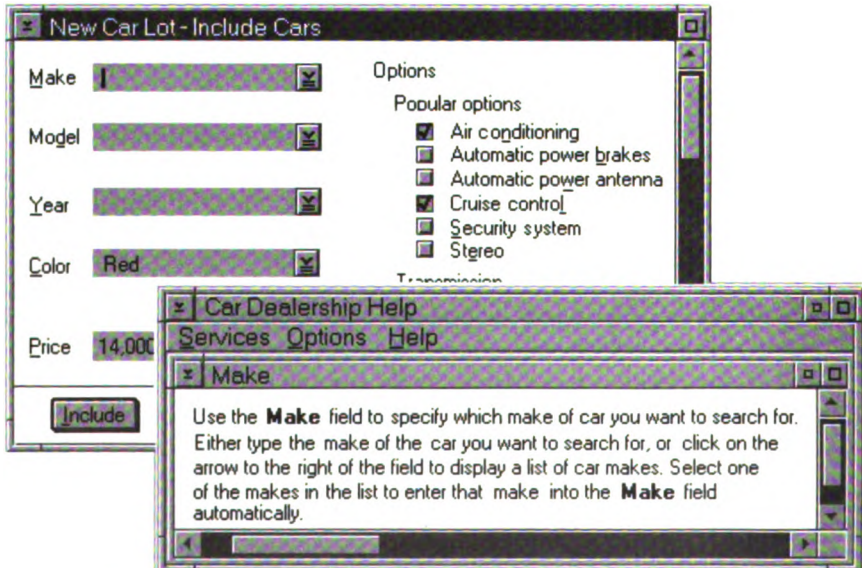 New Car Lot - Include Cars
Make
Model
Year
Color Red
Price 14,000
Include
Options
Popular options
Air conditioning
Automatic power brakes
Automatic power antenna
Cruise control
Security system
Stereo
Transmission
Car Dealership Help
Services Options Help
Make
Use the Make field to specify which make of car you want to search for.
Either type the make of the car you want to search for, or click on the
arrow to the right of the field to display a list of car makes. Select one
of the makes in the list to enter that make into the Make field
automatically.